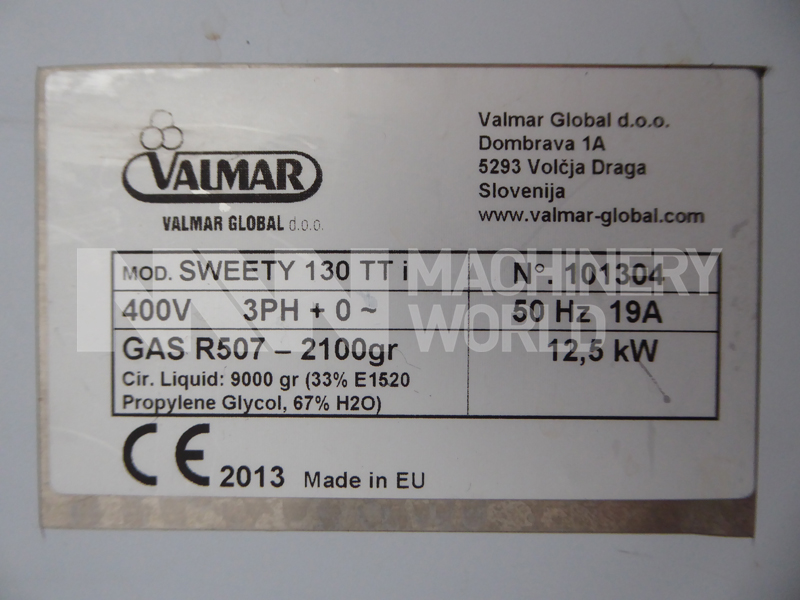 VALMAR
VALMAR GLOBAL d.o.o.
Valmar Global d.o.o.
Dombrava 1A
5293 Volčja Draga
Slovenija
www.valmar-global.com
MOD. SWEETY 130 TT i N°. 101304
400V 3PH + 0 ~ 50 Hz 19A
GAS R507 – 2100gr 12,5 kW
Cir. Liquid: 9000 gr (33% E1520
Propylene Glycol, 67% H2O)
CE 2013 Made in EU
MACHINERY
WORLD